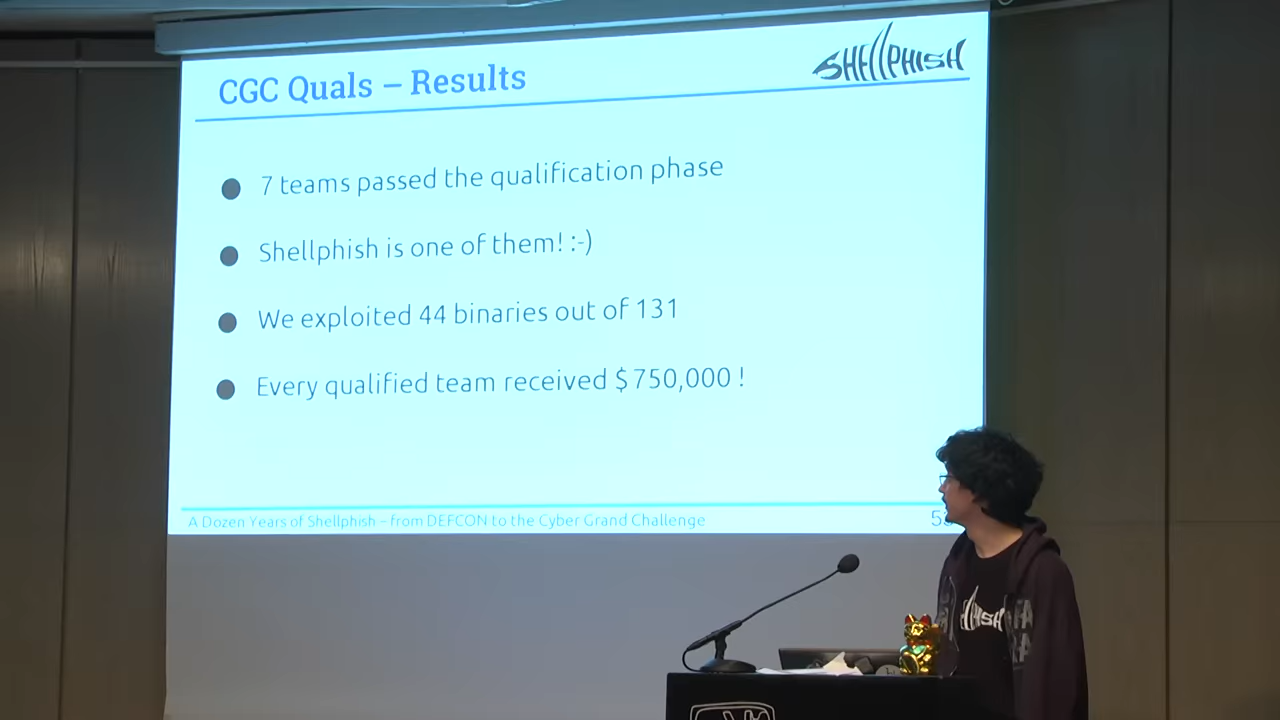 CGC Quals – Results
SHELLPHISH
7 teams passed the qualification phase
Shellphish is one of them! :-)
We exploited 44 binaries out of 131
Every qualified team received $ 750,000 !
A Dozen Years of Shellphish – from DEFCON to the Cyber Grand Challenge